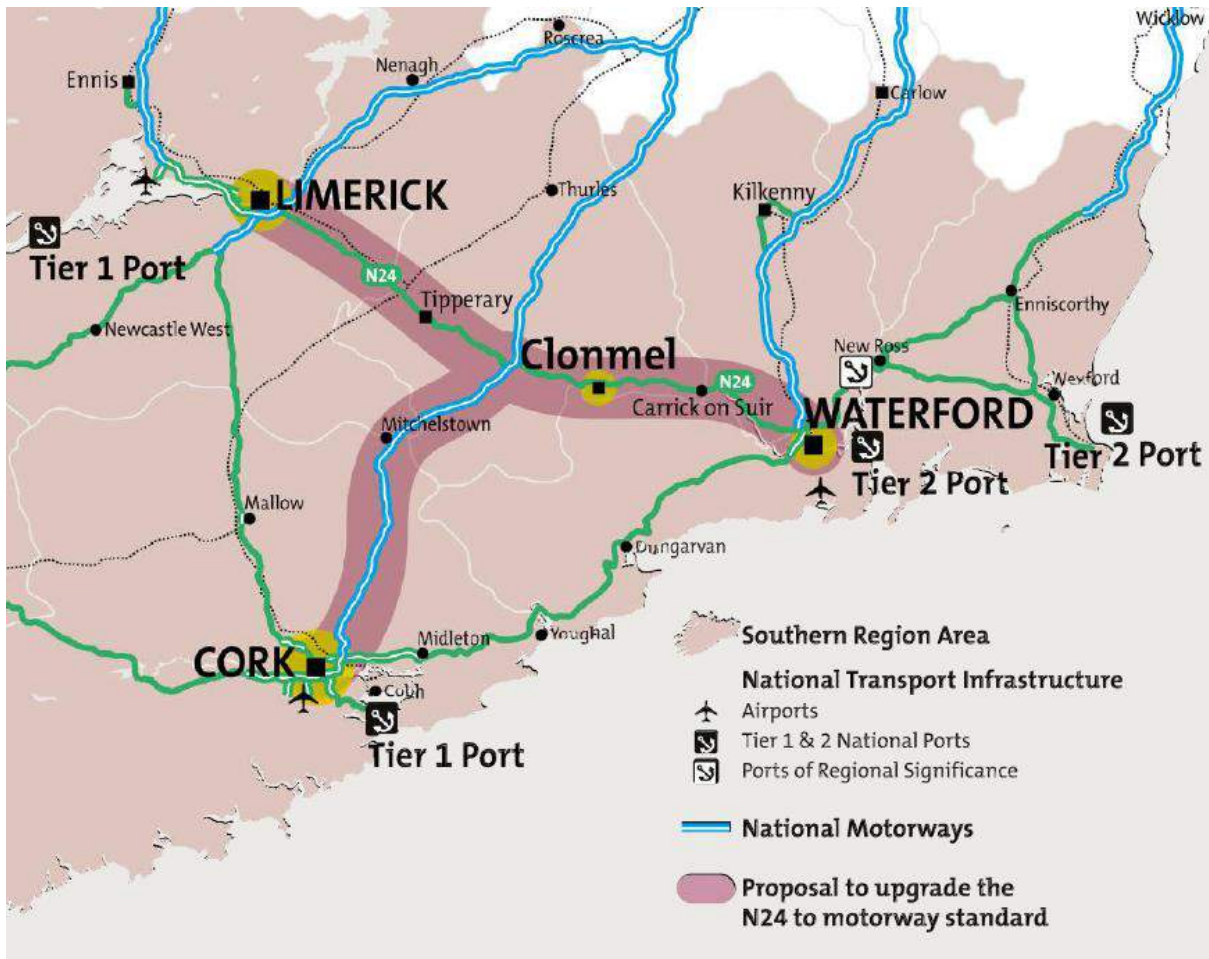 Wicklow
Roscrea
Nenagh
Ennis
Carlow
LIMERICK
Thurles
Kilkenny
Tier 1 Port
N24
Tipperary
Enniscorthy
Newcastle West
Clonmel
New Ross
N24
Wexford
Carrick on Suir
WATERFORD
Mitchelstown
Tier 2 Port
Tier 2 Port
Mallow
Dungarvan
Midleton
Youghal
CORK
Cobh
Tier 1 Port
Southern Region Area
National Transport Infrastructure
Airports
Tier 1 & 2 National Ports
Ports of Regional Significance
National Motorways
Proposal to upgrade the
N24 to motorway standard